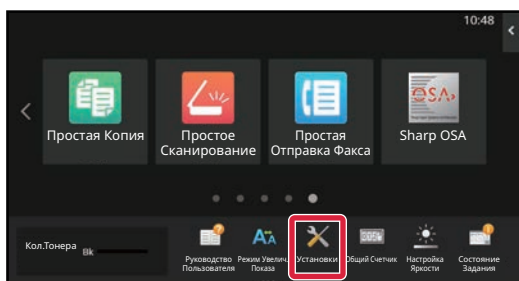 10:48
Простая Копия
Простое
Сканирование
Простая
Отправка Факса
OSA
Sharp OSA
Кол.Тонера
Bk
Руководство
Пользователя
Режим Увелич.
Показа
Установки
Общий Счетчик
Настройка
Яркости
Состояние
Задания